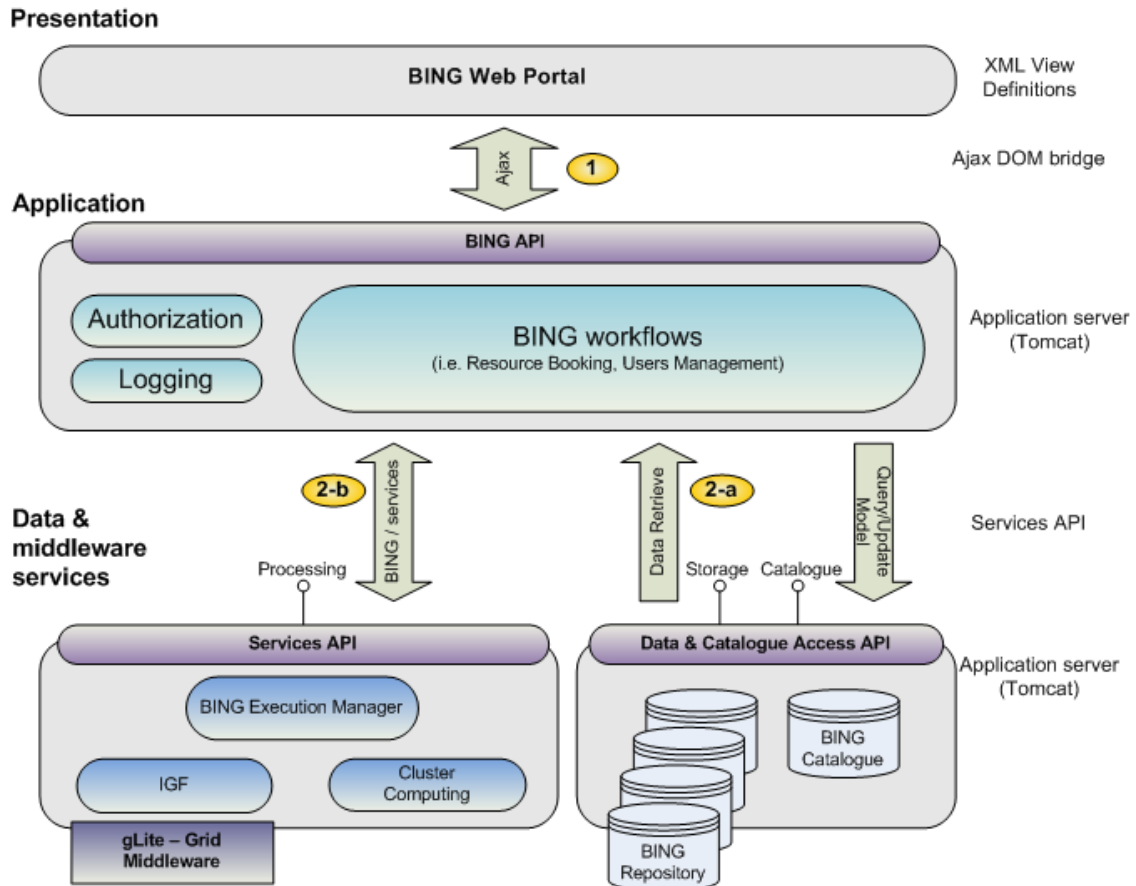 Presentation
BING Web Portal
XML View
Definitions
Ajax
1
Ajax DOM bridge
Application
BING API
Authorization
Logging
BING workflows
(i.e. Resource Booking, Users Management)
Application server
(Tomcat)
2-b
BING / services
Data Retrieve
2-a
Query/Update
Model
Services API
Data &
middleware
services
Processing
Storage
Catalogue
Services API
Data & Catalogue Access API
Application server
(Tomcat)
BING Execution Manager
IGF
Cluster
Computing
gLite – Grid
Middleware
BING
Catalogue
BING
Repository